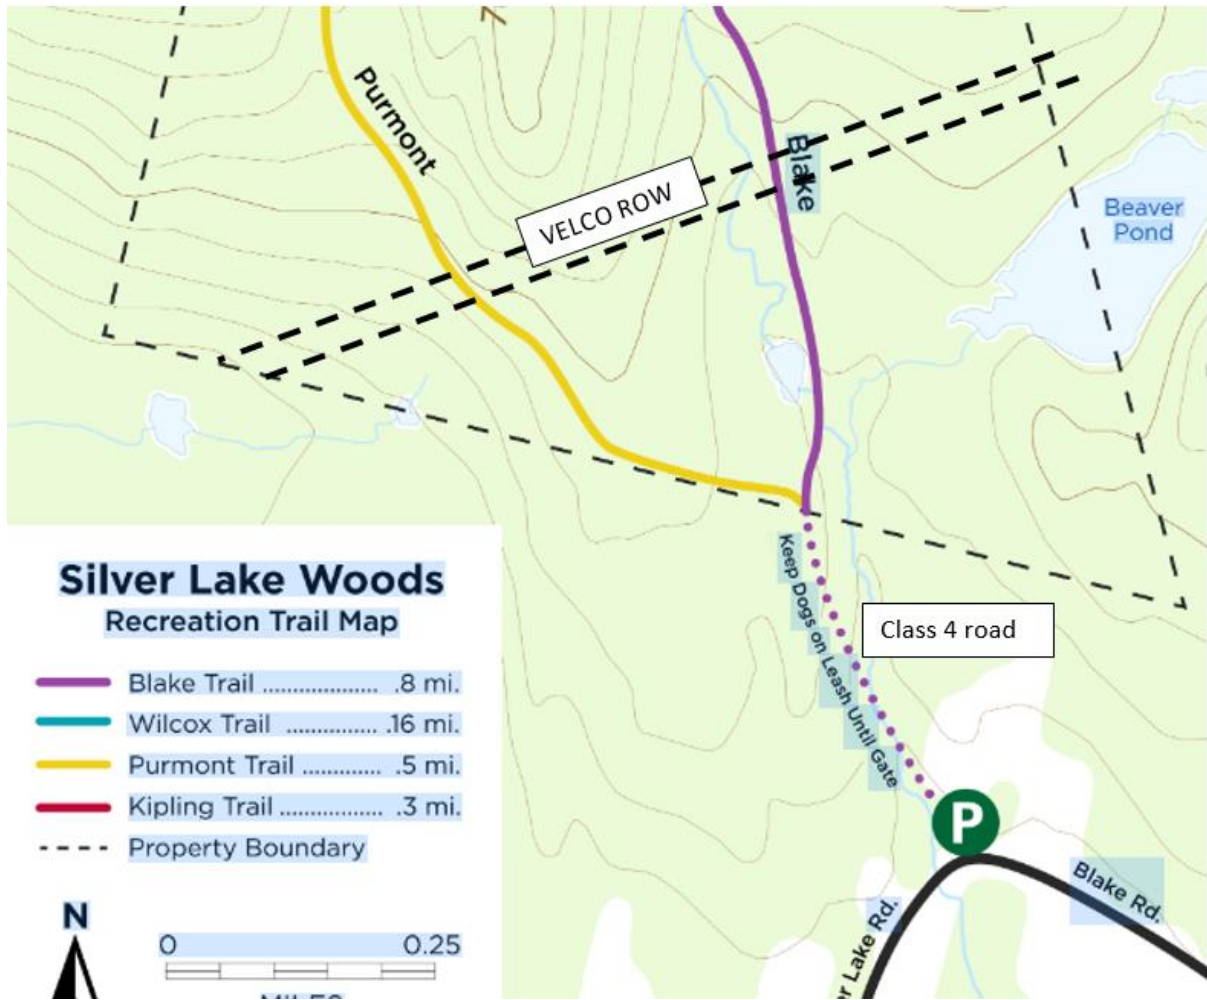 Purmont
Blake
VELCO ROW
Beaver
Pond
Keep Dogs on Leash Until Gate
Class 4 road
Silver Lake Woods
Recreation Trail Map
Blake Trail .................. .8 mi.
Wilcox Trail .............. .16 mi.
Purmont Trail ............. .5 mi.
Kipling Trail ................ .3 mi.
Property Boundary
P
Blake Rd.
Lake Rd.
N
0 0.25